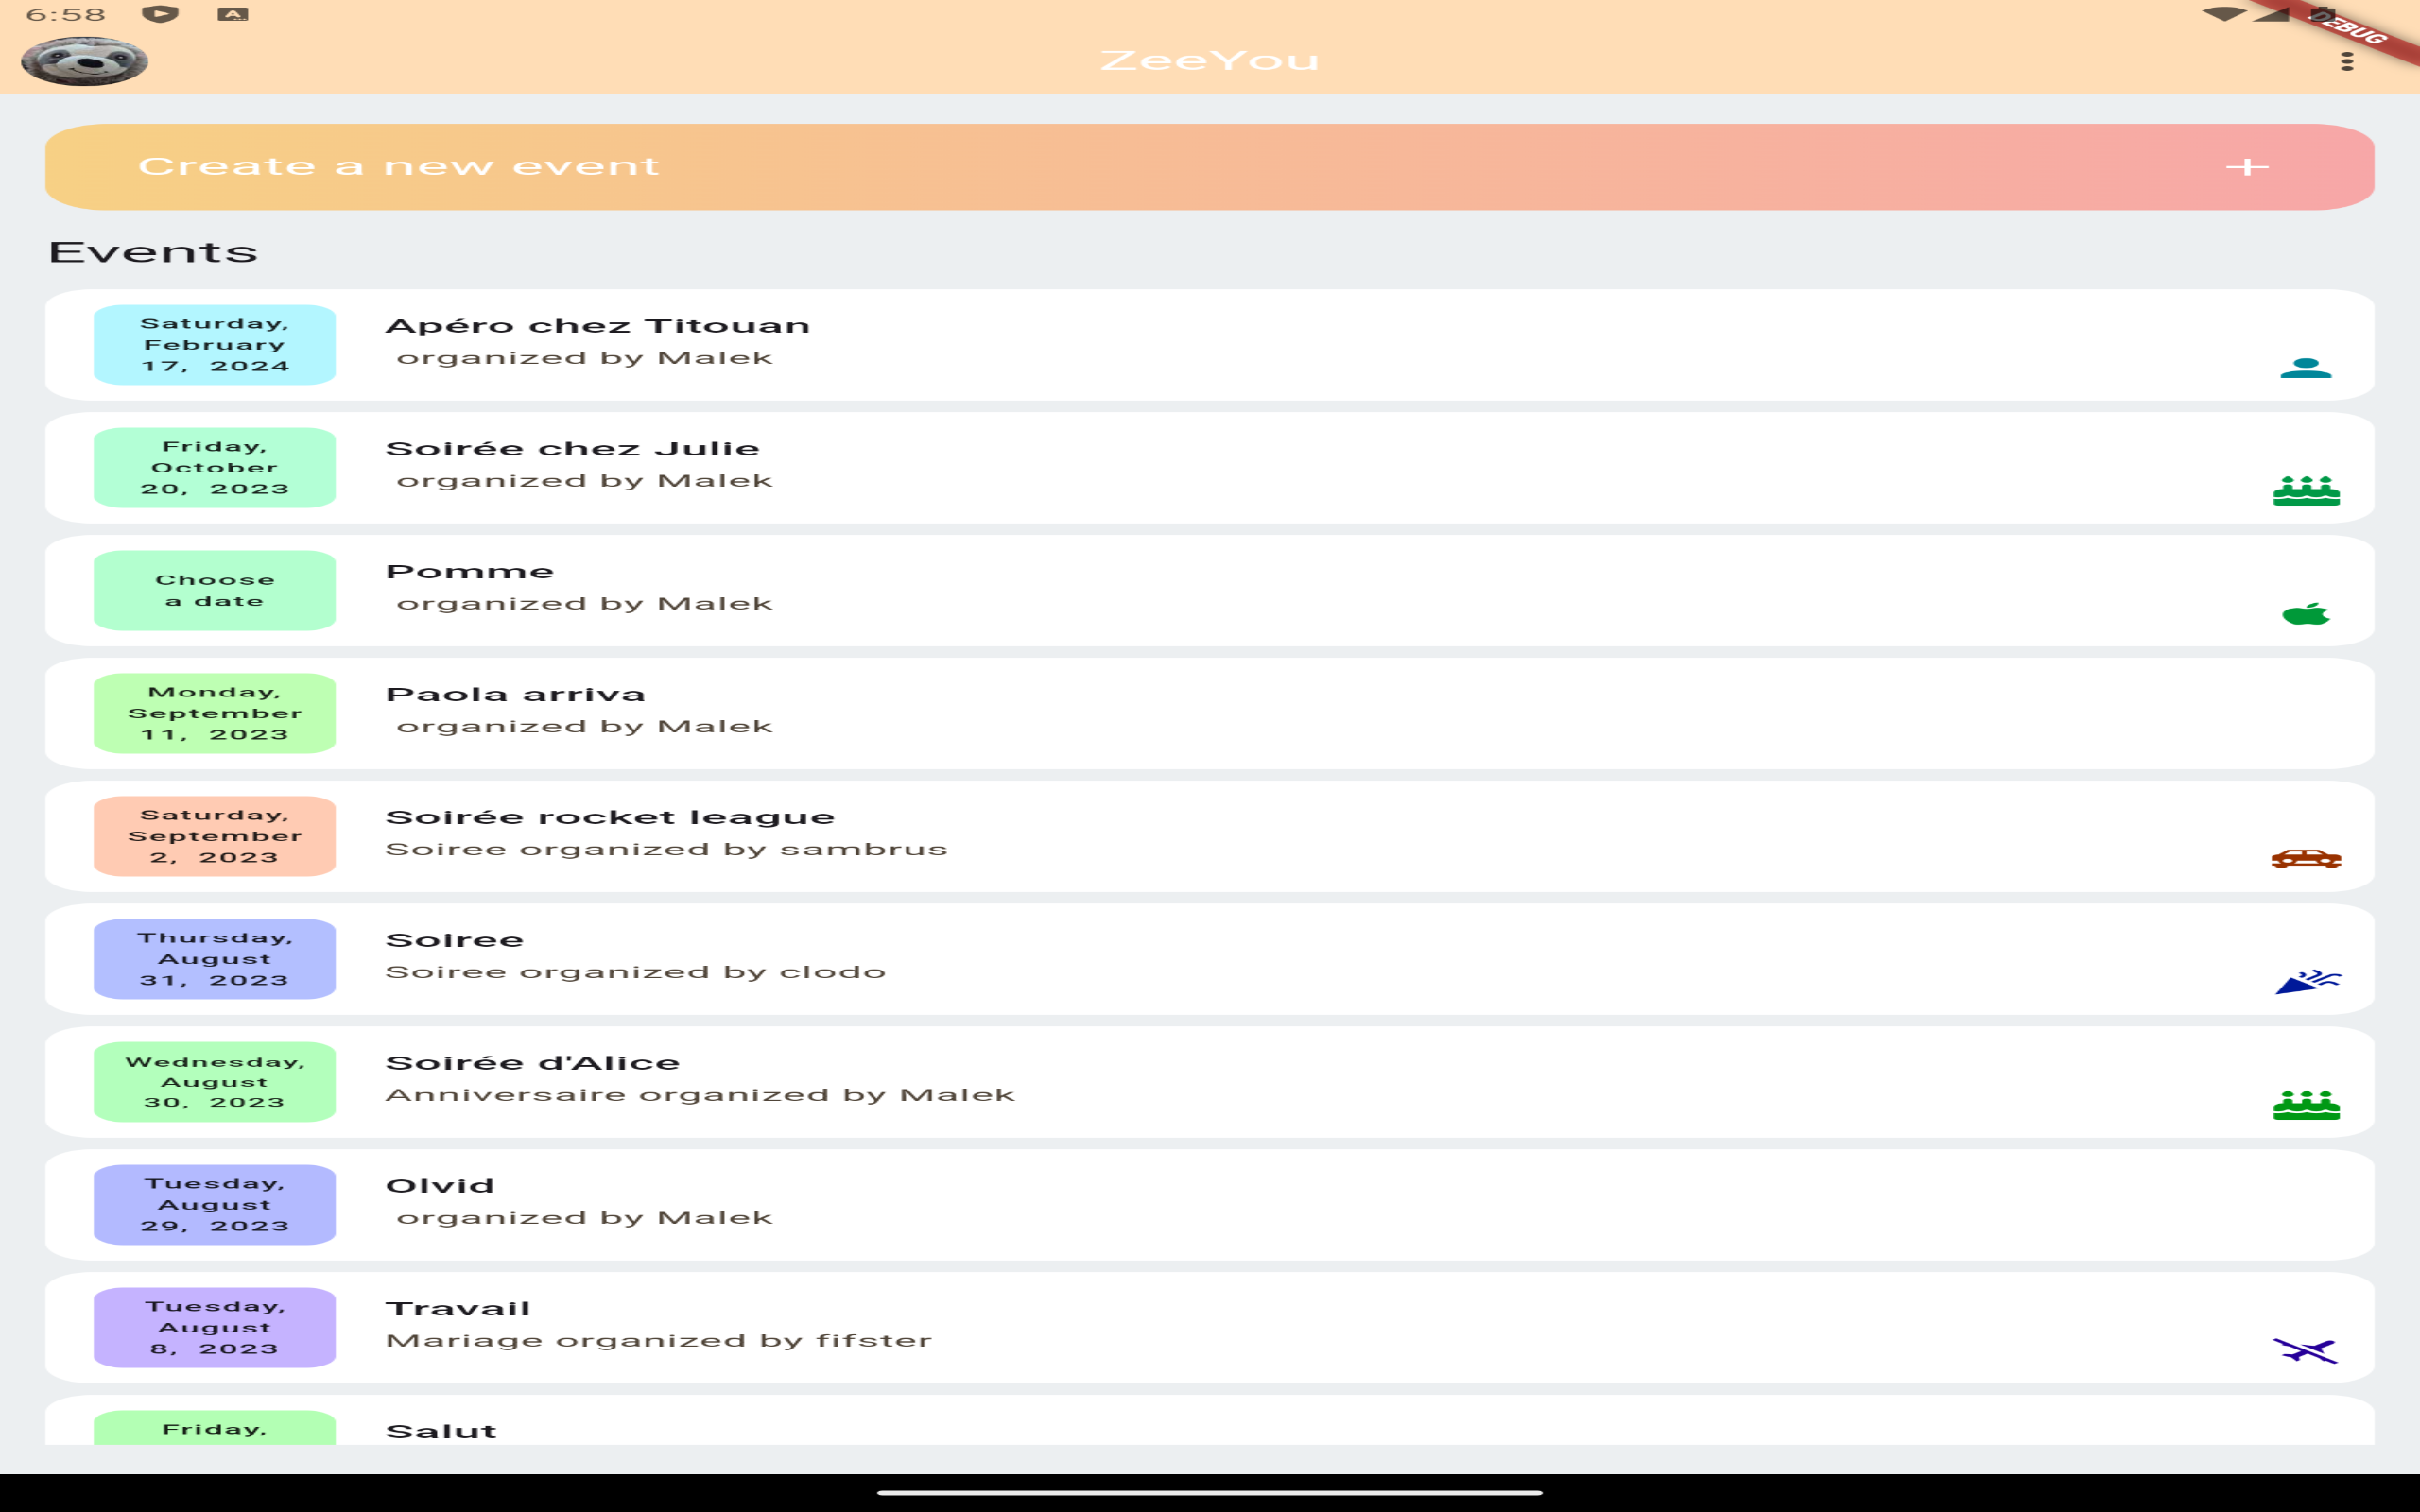 6:58
DEBUG
ZeeYou
Create a new event
Events
Saturday,
February
17, 2024
Apéro chez Titouan
organized by Malek
Friday,
October
20, 2023
Soirée chez Julie
organized by Malek
Choose
a date
Pomme
organized by Malek
Monday,
September
11, 2023
Paola arriva
organized by Malek
Saturday,
September
2, 2023
Soirée rocket league
Soiree organized by sambrus
Thursday,
August
31, 2023
Soiree
Soiree organized by clodo
Wednesday,
August
30, 2023
Soirée d'Alice
Anniversaire organized by Malek
Tuesday,
August
29, 2023
Olvid
organized by Malek
Tuesday,
August
8, 2023
Travail
Mariage organized by fifster
Friday,
Salut